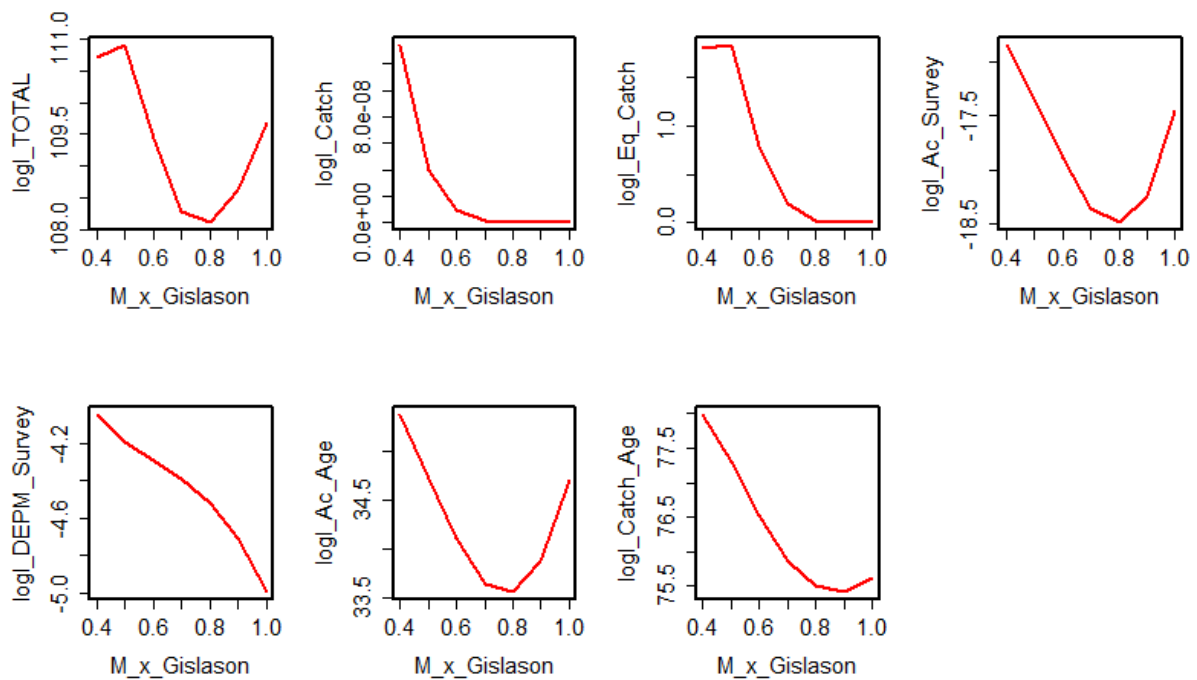 logl_TOTAL
108.0 109.5 111.0
0.4 0.6 0.8 1.0
M_x_Gislason
logl_Catch
0.0e+00 8.0e-08
0.4 0.6 0.8 1.0
M_x_Gislason
logl_Eq_Catch
0.0 1.0
0.4 0.6 0.8 1.0
M_x_Gislason
logl_Ac_Survey
-18.5 -17.5
0.4 0.6 0.8 1.0
M_x_Gislason
logl_DEPM_Survey
-5.0 -4.6 -4.2
0.4 0.6 0.8 1.0
M_x_Gislason
logl_Ac_Age
33.5 34.5
0.4 0.6 0.8 1.0
M_x_Gislason
logl_Catch_Age
75.5 76.5 77.5
0.4 0.6 0.8 1.0
M_x_Gislason